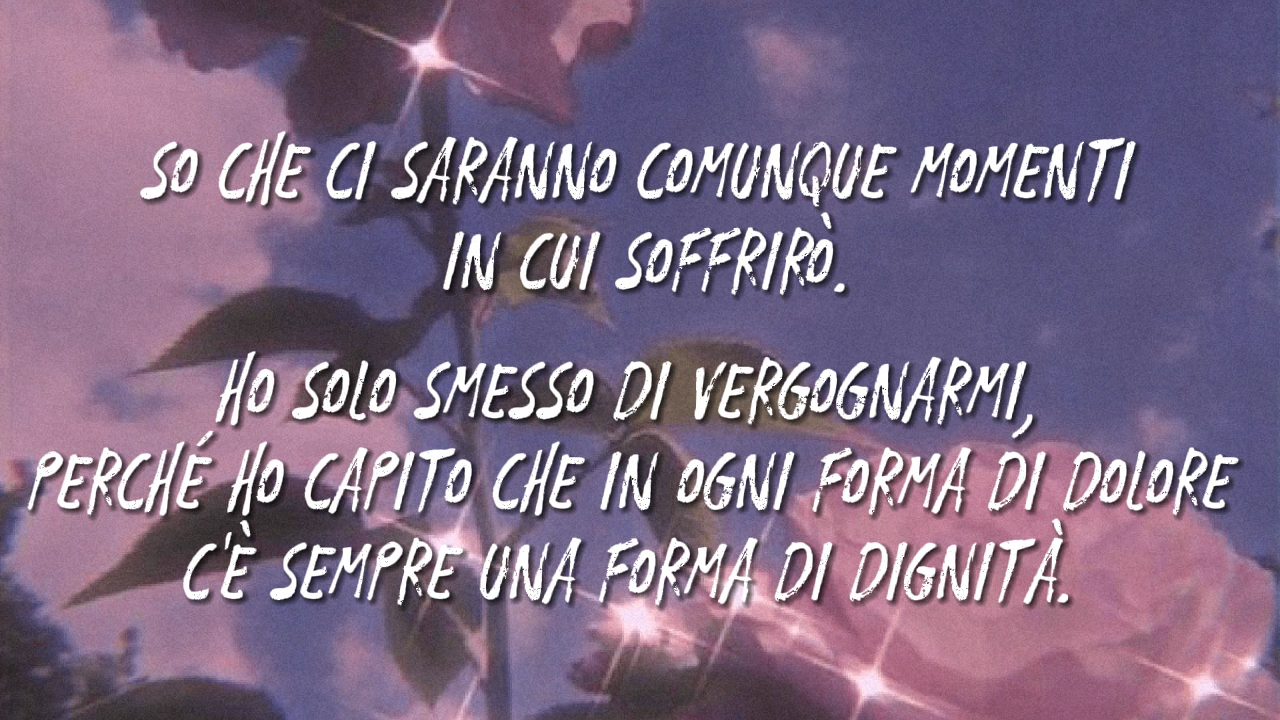 SO CHE CI SARANNO COMUNQUE MOMENTI
IN CUI SOFFRIRÒ.
HO SOLO SMESSO DI VERGOGNARMI,
PERCHÉ HO CAPITO CHE IN OGNI FORMA DI DOLORE
C'È SEMPRE UNA FORMA DI DIGNITÀ.